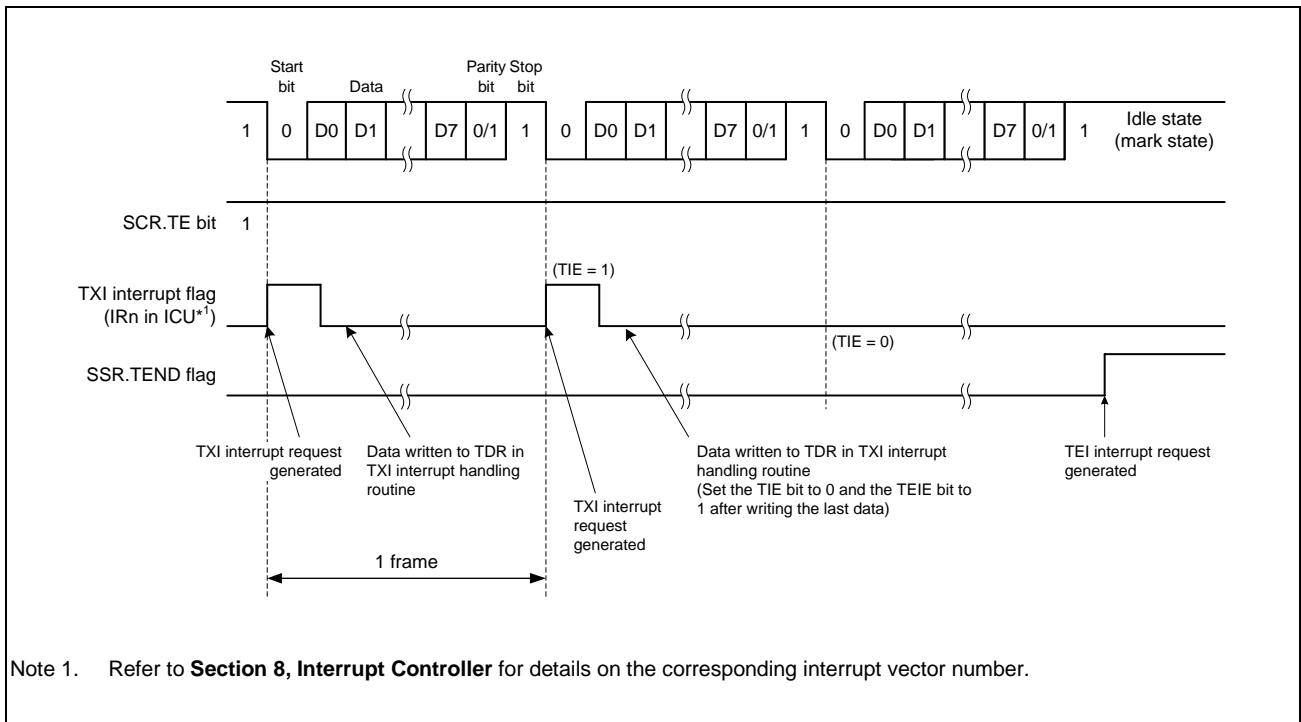 Start
bit
Data
Parity
bit
Stop
bit
1 0 D0 D1 D7 0/1 1 0 D0 D1 D7 0/1 1 0 D0 D1 D7 0/1 1
Idle state
(mark state)
SCR.TE bit 1
(TIE = 1)
TXI interrupt flag
(IRn in ICU*1)
(TIE = 0)
SSR.TEND flag
TXI interrupt request
generated
Data written to TDR in
TXI interrupt handling
routine
TXI interrupt
request
generated
Data written to TDR in TXI interrupt
handling routine
(Set the TIE bit to 0 and the TEIE bit to
1 after writing the last data)
TEI interrupt request
generated
1 frame
Note 1. Refer to Section 8, Interrupt Controller for details on the corresponding interrupt vector number.